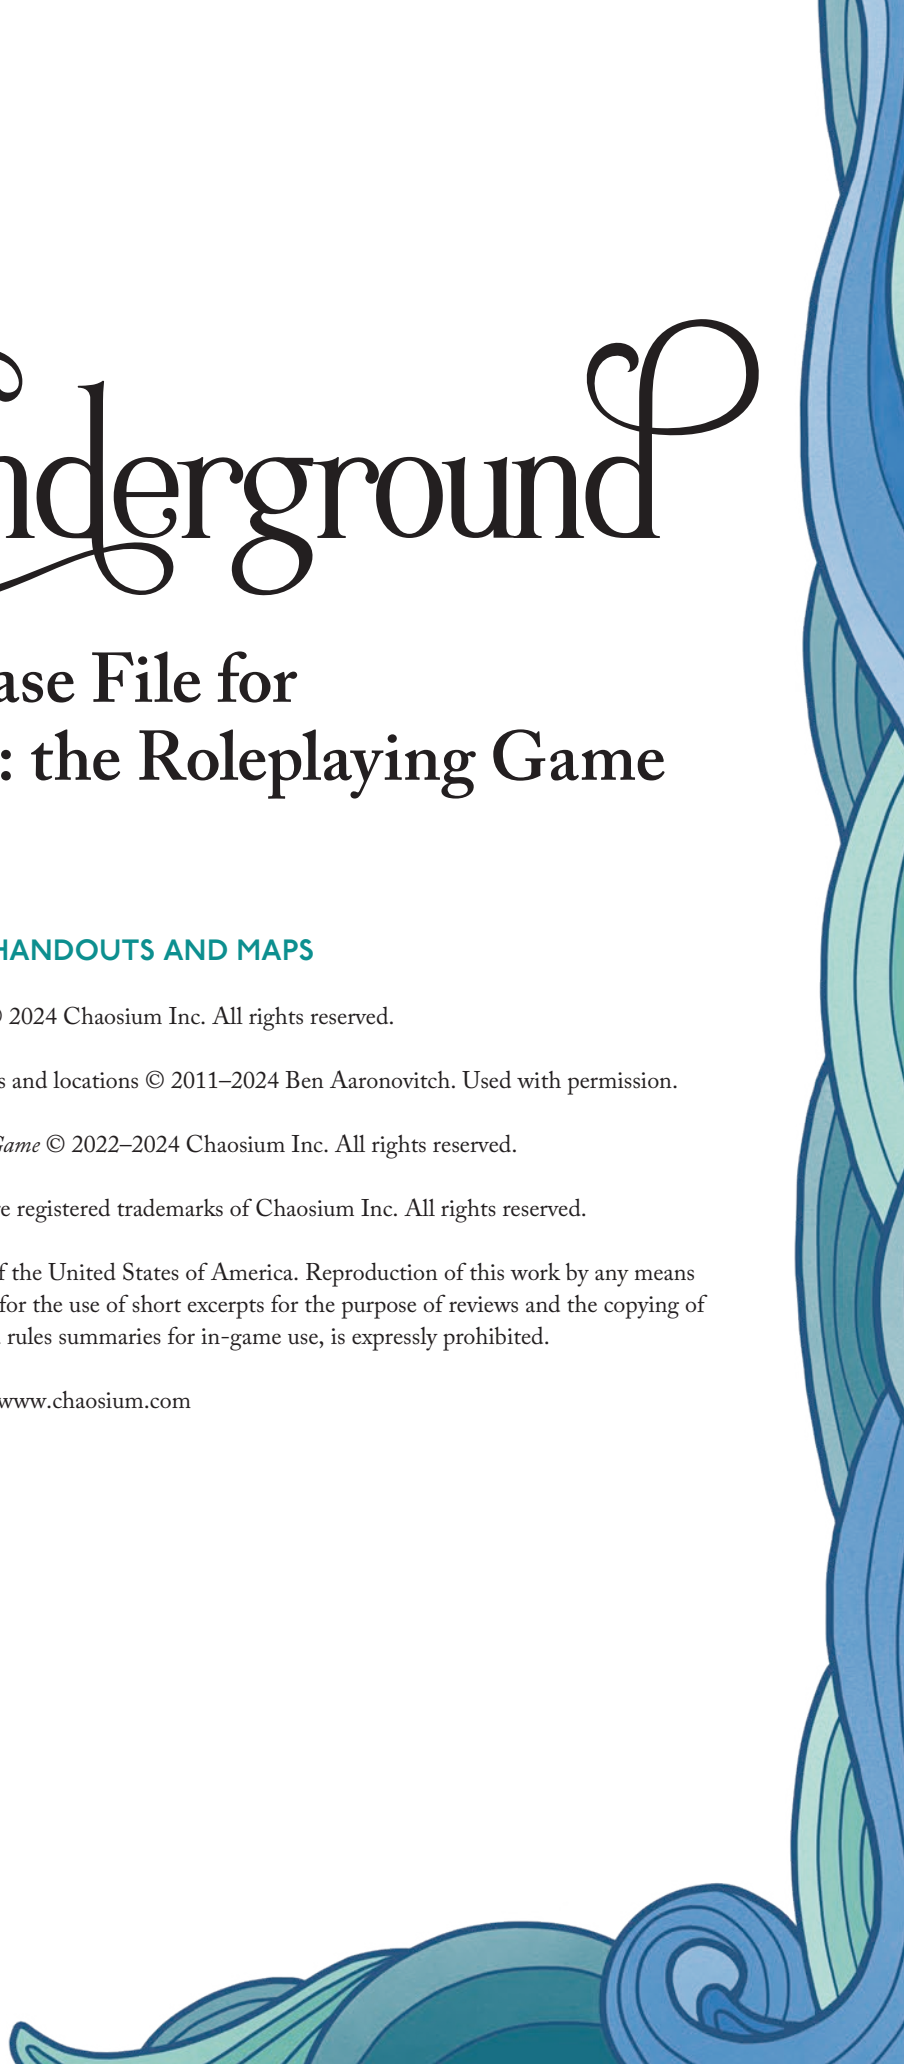 nderground
ase File for
: the Roleplaying Game
HANDOUTS AND MAPS
© 2024 Chaosium Inc. All rights reserved.
s and locations © 2011–2024 Ben Aaronovitch. Used with permission.
Game © 2022–2024 Chaosium Inc. All rights reserved.
e registered trademarks of Chaosium Inc. All rights reserved.
f the United States of America. Reproduction of this work by any means
for the use of short excerpts for the purpose of reviews and the copying of
rules summaries for in-game use, is expressly prohibited.
www.chaosium.com